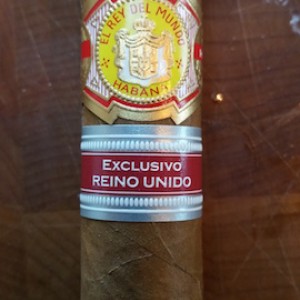 EL REY DEL MUNDO
HABANA
EXCLUSIVO
REINO UNIDO